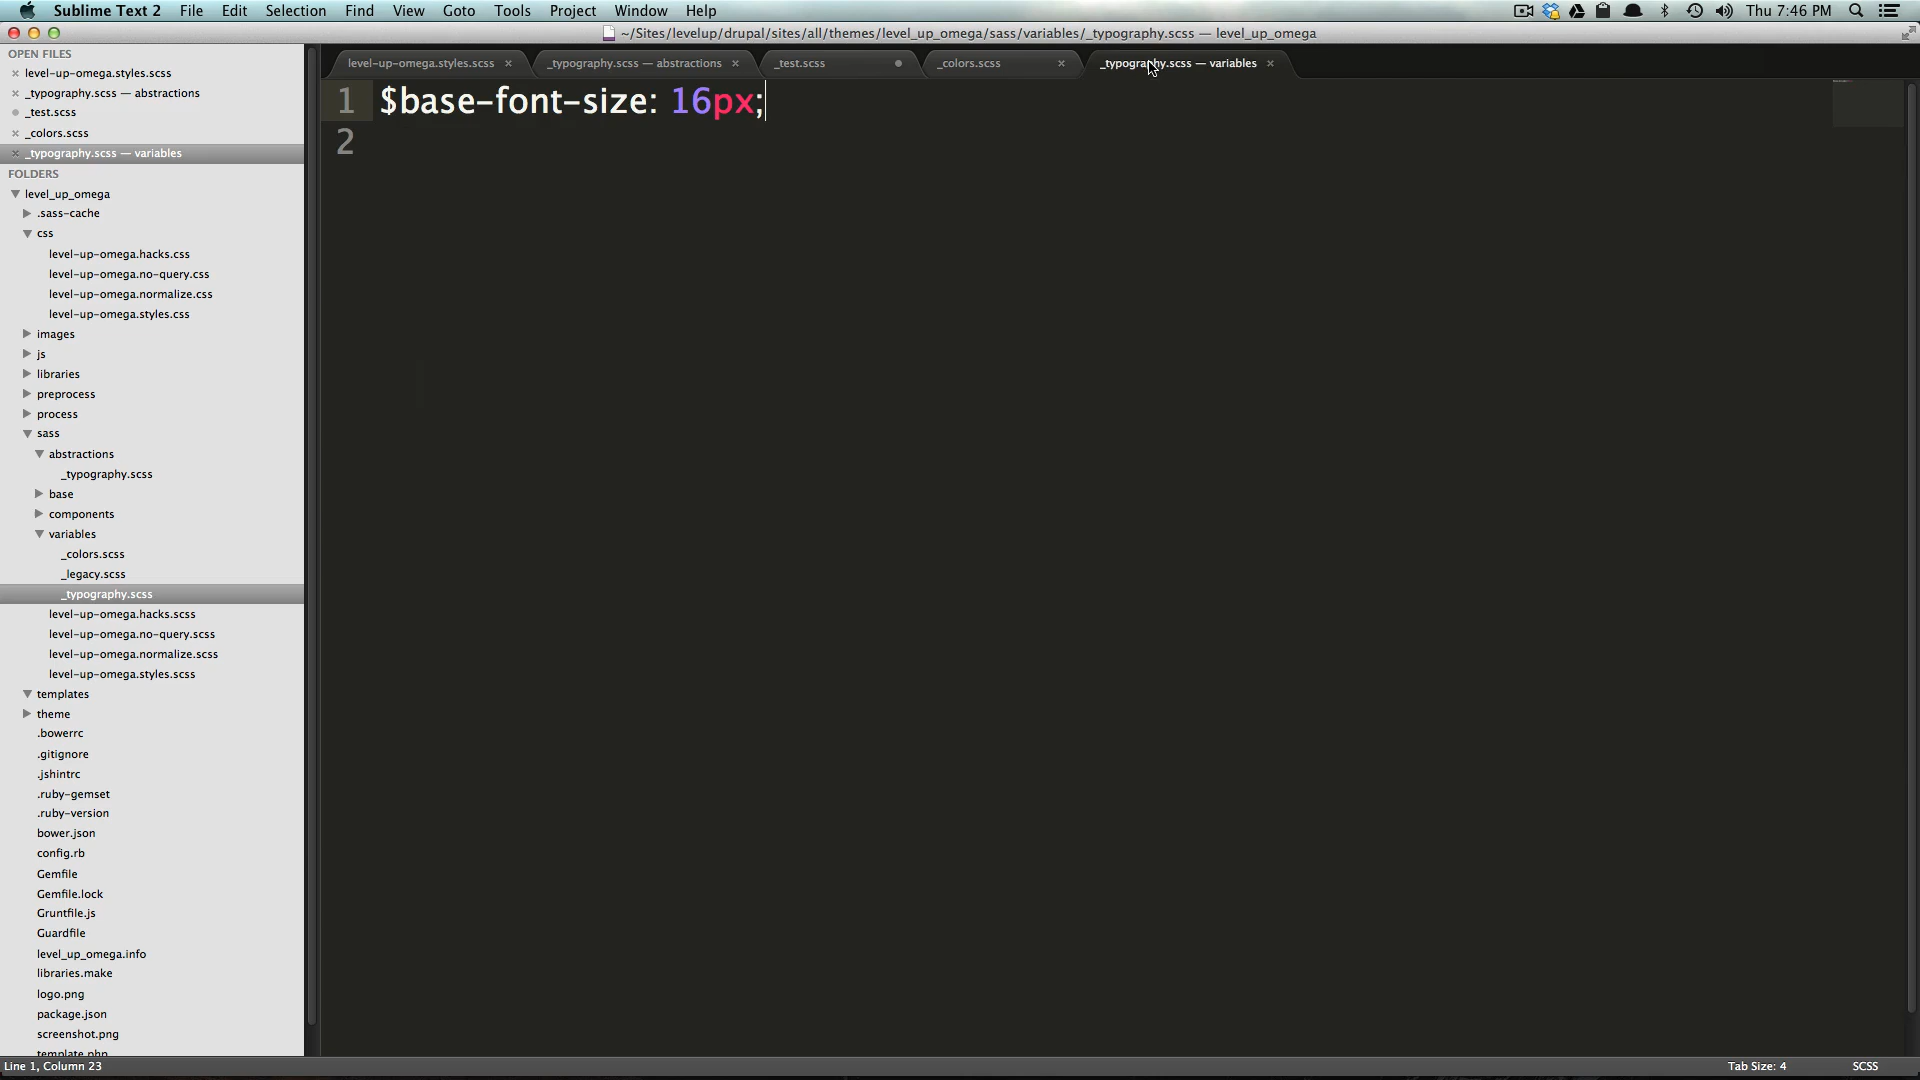 Sublime Text 2 File Edit Selection Find View Goto Tools Project Window Help Thu 7:46 PM
~/Sites/levelup/drupal/sites/all/themes/level_up_omega/sass/variables/_typography.scss — level_up_omega
OPEN FILES
level-up-omega.styles.scss
_typography.scss — abstractions
_test.scss
_colors.scss
_typography.scss — variables
FOLDERS
level_up_omega
.sass-cache
css
level-up-omega.hacks.css
level-up-omega.no-query.css
level-up-omega.normalize.css
level-up-omega.styles.css
images
js
libraries
preprocess
process
sass
abstractions
_typography.scss
base
components
variables
_colors.scss
_legacy.scss
_typography.scss
level-up-omega.hacks.scss
level-up-omega.no-query.scss
level-up-omega.normalize.scss
level-up-omega.styles.scss
templates
theme
.bowerrc
.gitignore
.jshintrc
.ruby-gemset
.ruby-version
bower.json
config.rb
Gemfile
Gemfile.lock
Gruntfile.js
Guardfile
level_up_omega.info
libraries.make
logo.png
package.json
screenshot.png
template.php
level-up-omega.styles.scss _typography.scss — abstractions _test.scss _colors.scss _typography.scss — variables
1 $base-font-size: 16px;
2
Line 1, Column 23 Tab Size: 4 SCSS